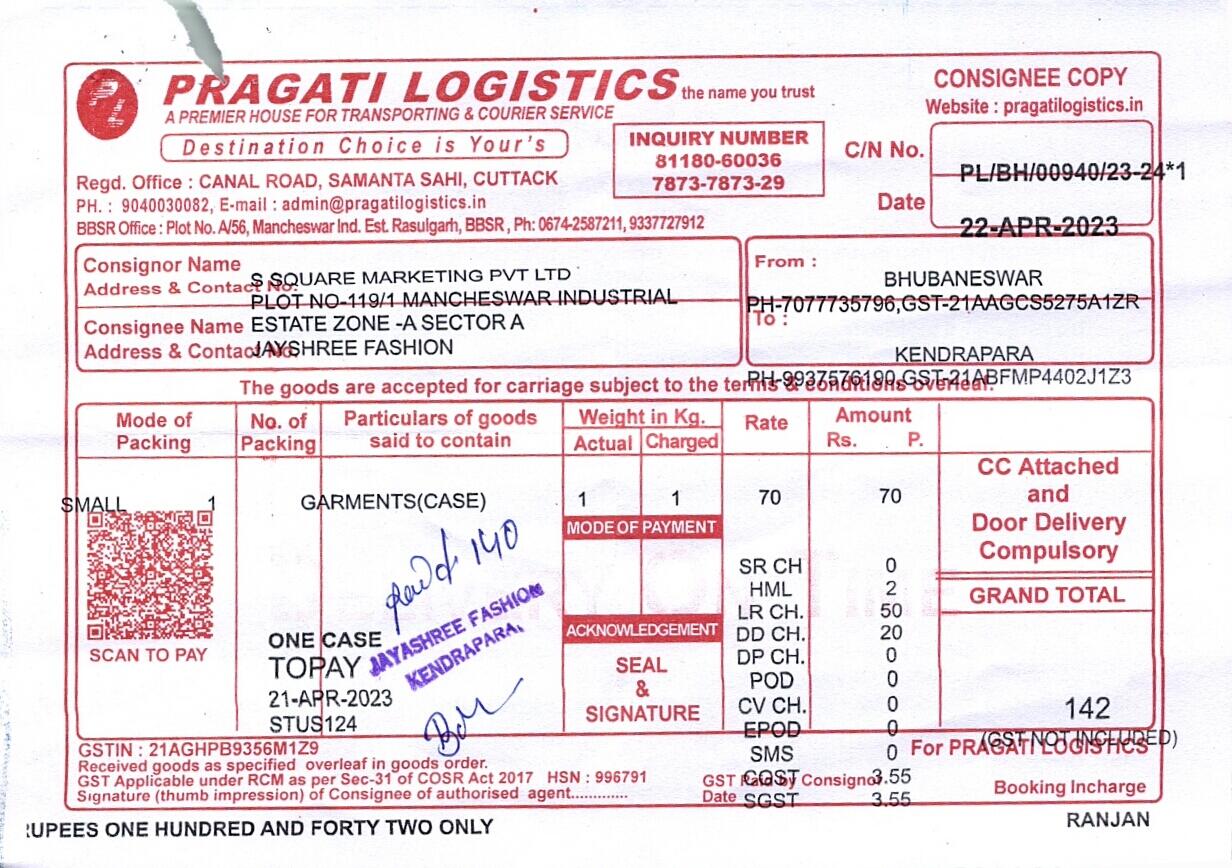 PRAGATI LOGISTICS the name you trust
A PREMIER HOUSE FOR TRANSPORTING & COURIER SERVICE
Destination Choice is Your's
Regd. Office : CANAL ROAD, SAMANTA SAHI, CUTTACK
PH. : 9040030082, E-mail : admin@pragatilogistics.in
BBSR Office : Plot No. A/56, Mancheswar Ind. Est. Rasulgarh, BBSR , Ph: 0674-2587211, 9337727912
INQUIRY NUMBER
81180-60036
7873-7873-29
CONSIGNEE COPY
Website : pragatilogistics.in
C/N No. PL/BH/00940/23-24*1
Date 22-APR-2023
Consignor Name
Address & Contact No.
S SQUARE MARKETING PVT LTD
PLOT NO-119/1 MANCHESWAR INDUSTRIAL
ESTATE ZONE -A SECTOR A
Consignee Name
Address & Contact No.
JAYSHREE FASHION
From :
BHUBANESWAR
PH-7077735796,GST-21AAGCS5275A1ZR
To :
KENDRAPARA
PH-9937576190,GST-21ABFMP4402J1Z3
The goods are accepted for carriage subject to the terms & conditions overleaf.
Mode of Packing
No. of Packing
Particulars of goods said to contain
Weight in Kg.
Actual Charged
Rate
Amount
Rs. P.
SMALL 1 GARMENTS(CASE) 1 1 70 70
CC Attached
and
Door Delivery
Compulsory
GRAND TOTAL
142
(GST NOT INCLUDED)
SCAN TO PAY
140
ONE CASE
TOPAY
21-APR-2023
STUS124
JAYASHREE FASHION
KENDRAPARA.
MODE OF PAYMENT
ACKNOWLEDGEMENT
SEAL
&
SIGNATURE
SR CH 0
HML 2
LR CH. 50
DD CH. 20
DP CH. 0
POD 0
CV CH. 0
EPOD 0
SMS 0
CGST 3.55
SGST 3.55
GSTIN : 21AGHPB9356M1Z9
Received goods as specified overleaf in goods order.
GST Applicable under RCM as per Sec-31 of COSR Act 2017 HSN : 996791
Signature (thumb impression) of Consignee of authorised agent.............
GST Paid by Consignor
Date
For PRAGATI LOGISTICS
Booking Incharge
RANJAN
RUPEES ONE HUNDRED AND FORTY TWO ONLY